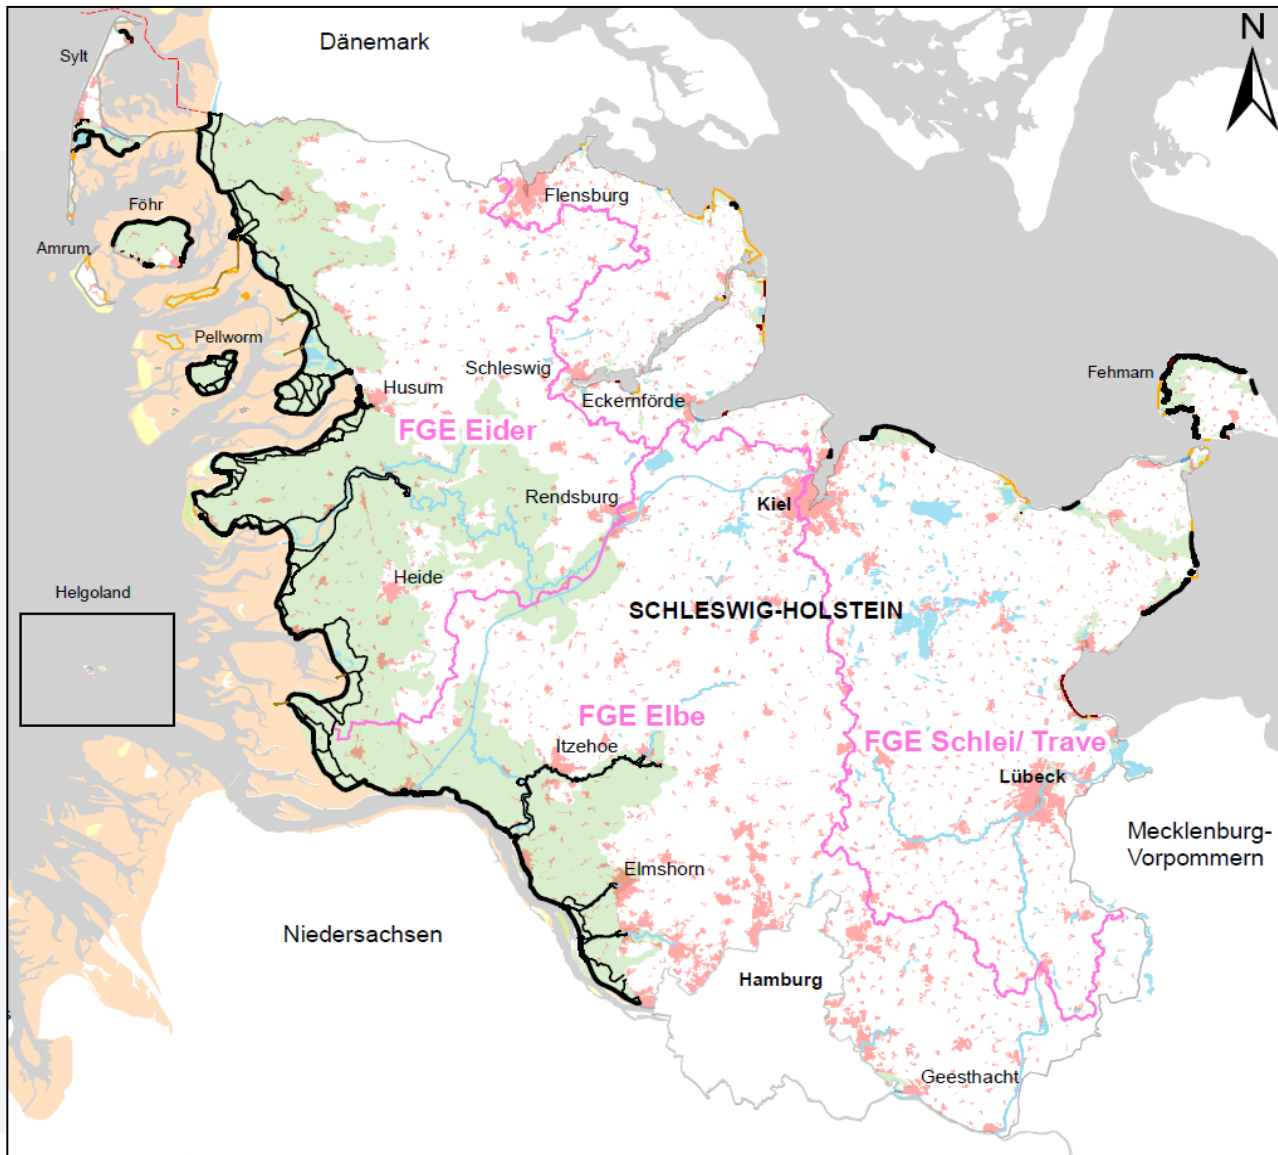 N
Dänemark
Sylt
Flensburg
Föhr
Amrum
Pellworm
Schleswig
Fehmarn
Husum
Eckernförde
FGE Eider
Rendsburg
Kiel
Heide
Helgoland
SCHLESWIG-HOLSTEIN
FGE Elbe
Itzehoe
FGE Schlei/ Trave
Lübeck
Mecklenburg-
Vorpommern
Elmshorn
Niedersachsen
Hamburg
Geesthacht